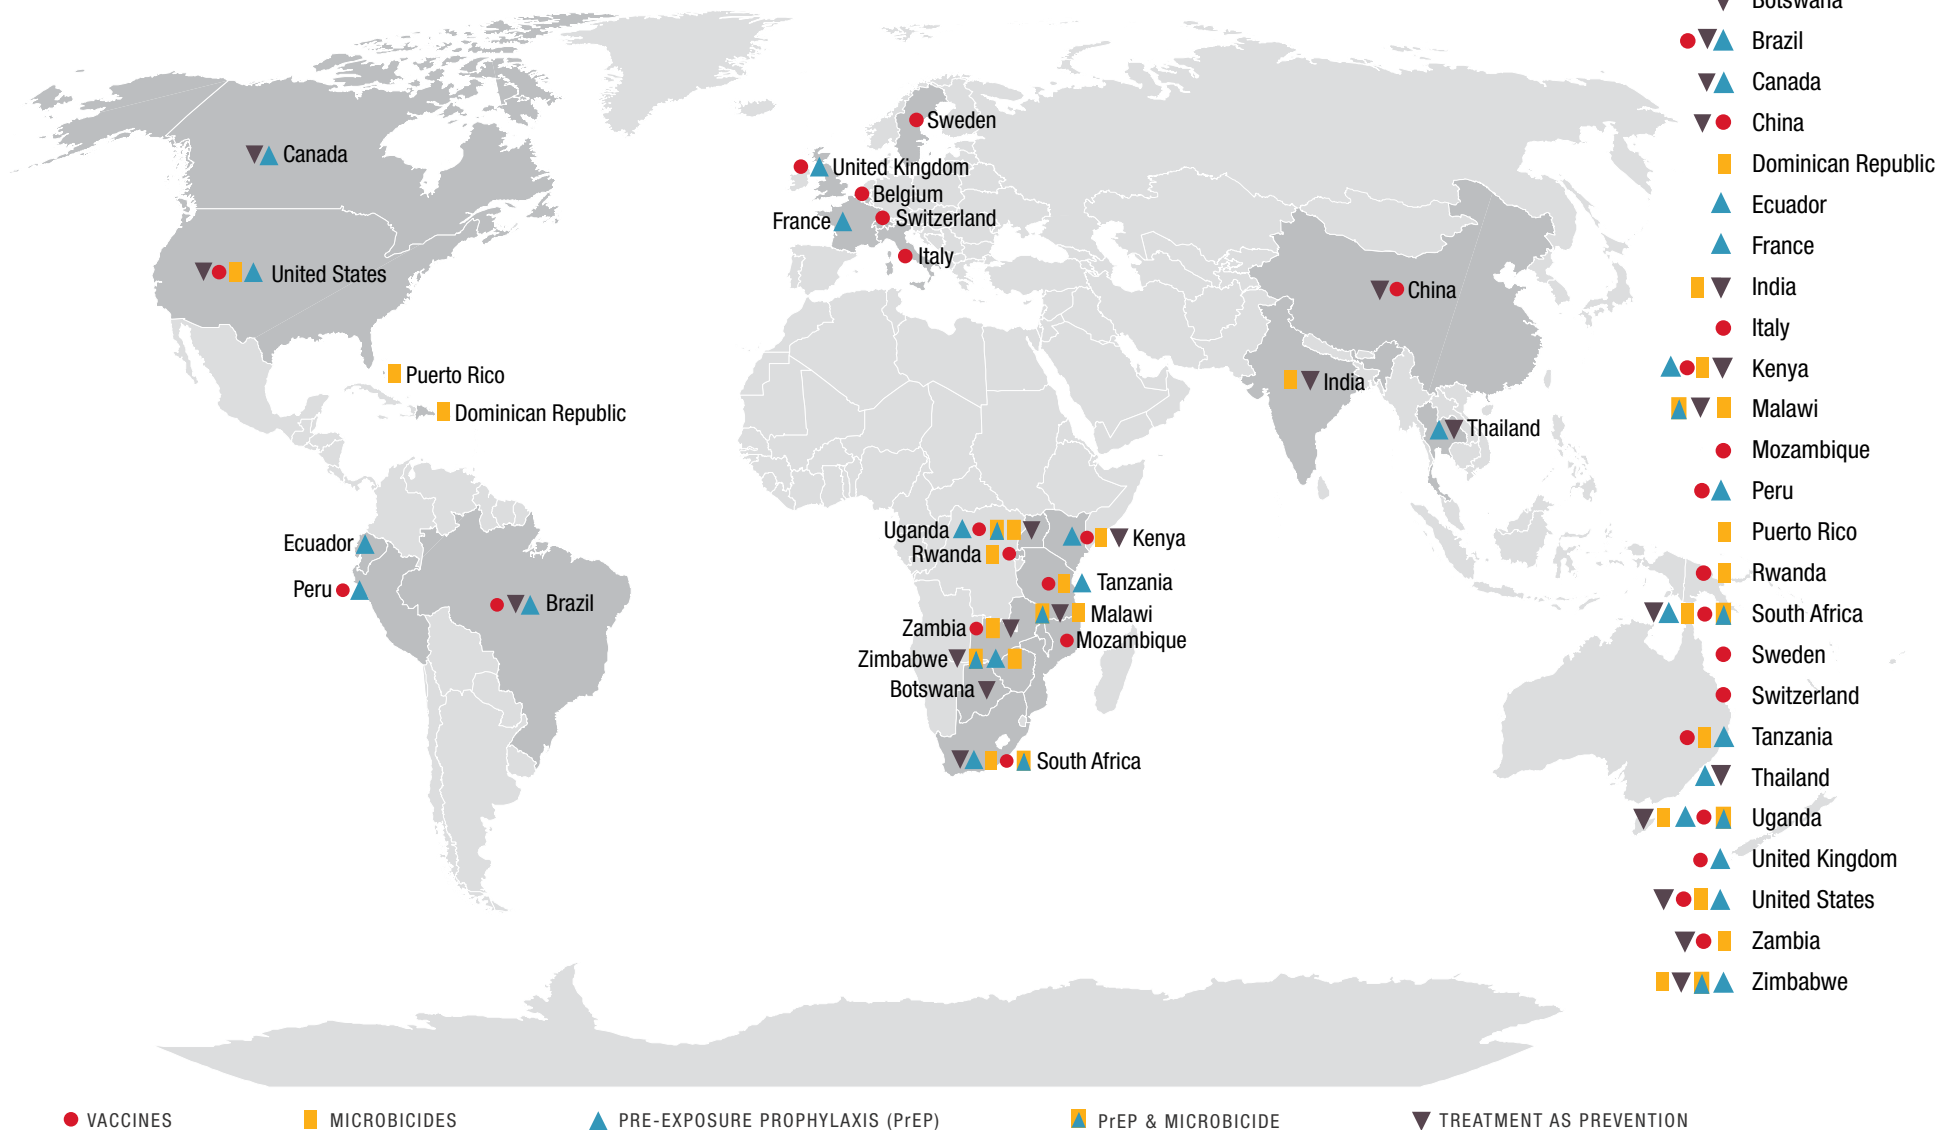 Botswana
Brazil
Canada
China
Dominican Republic
Ecuador
France
India
Italy
Kenya
Malawi
Mozambique
Peru
Puerto Rico
Rwanda
South Africa
Sweden
Switzerland
Tanzania
Thailand
Uganda
United Kingdom
United States
Zambia
Zimbabwe
Canada
United States
Puerto Rico
Dominican Republic
Ecuador
Peru
Brazil
Sweden
United Kingdom
Belgium
France
Switzerland
Italy
China
India
Thailand
Uganda
Kenya
Rwanda
Tanzania
Malawi
Zambia
Mozambique
Zimbabwe
Botswana
South Africa
VACCINES
MICROBICIDES
PRE-EXPOSURE PROPHYLAXIS (PrEP)
PrEP & MICROBICIDE
TREATMENT AS PREVENTION